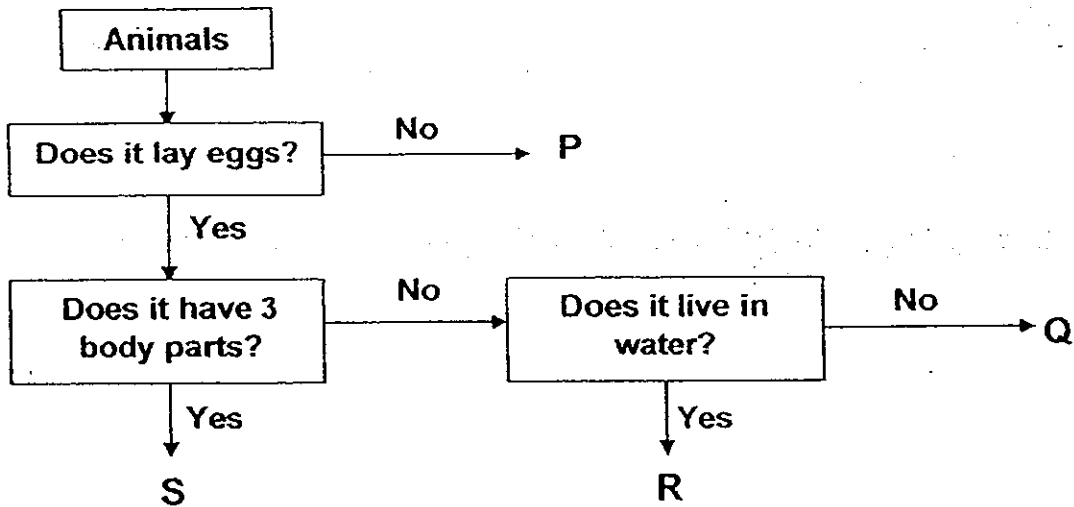 Animals
Does it lay eggs?
No
P
Yes
Does it have 3
body parts?
No
Does it live in
water?
No
Q
Yes
S
Yes
R